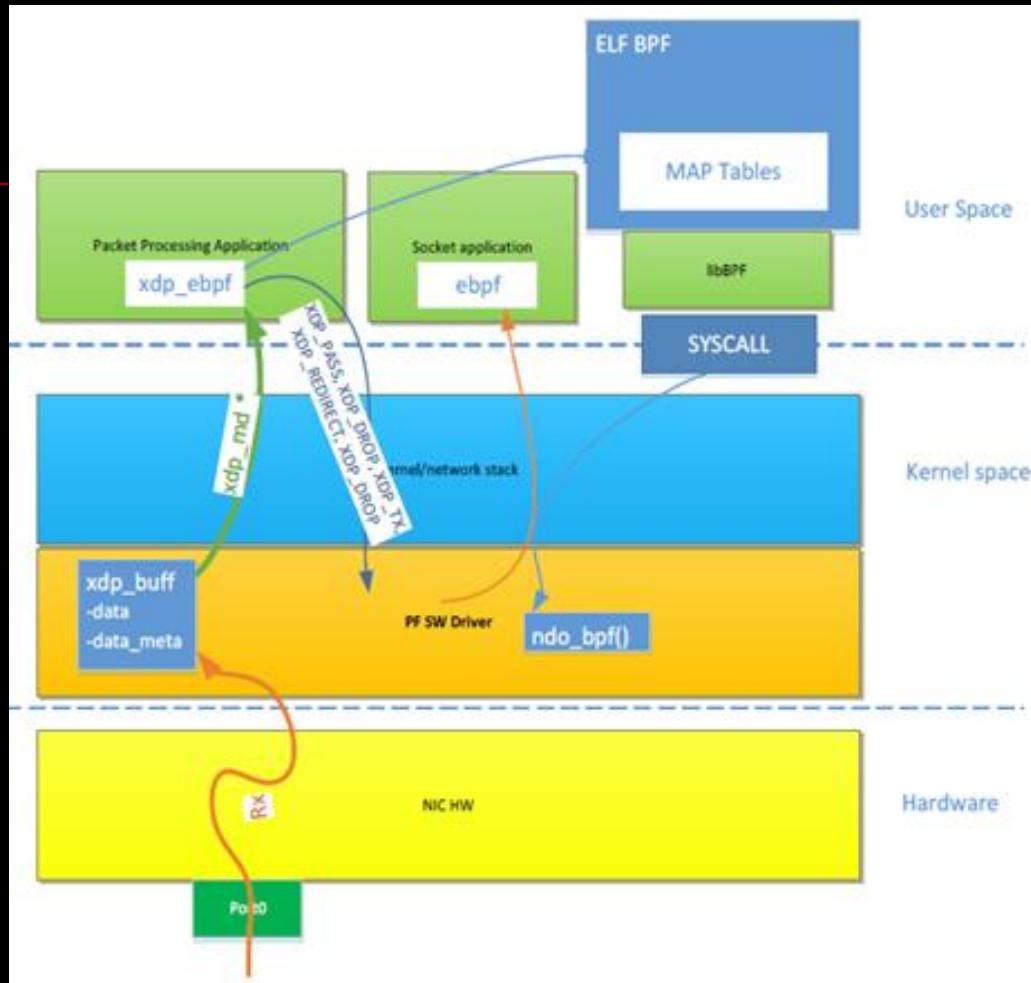 ELF BPF
MAP Tables
User Space
Packet Processing Application
xdp_ebpf
Socket application
ebpf
libBPF
SYSCALL
XDP_PASS, XDP_DROP, XDP_TX,
XDP_REDIRECT, XDP_DROP
xdp_md *
/network stack
Kernel space
xdp_buff
-data
-data_meta
PF SW Driver
ndo_bpf()
Rx
NIC HW
Hardware
Port0